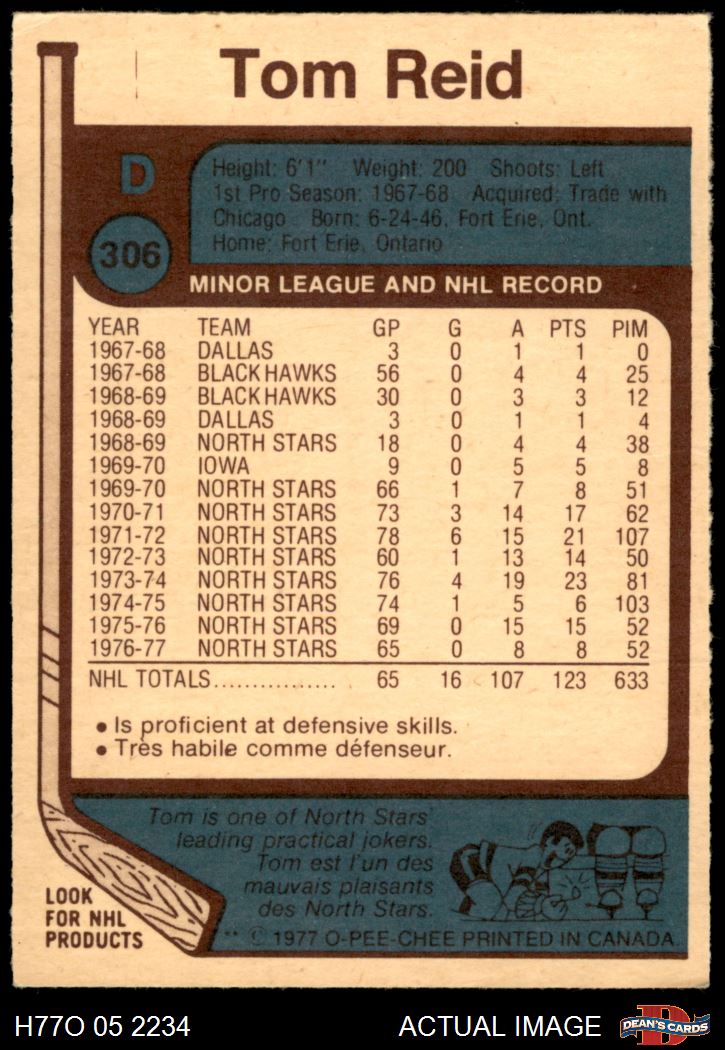 Tom Reid
D
306
Height: 6'1" Weight: 200 Shoots: Left
1st Pro Season: 1967-68 Acquired: Trade with
Chicago Born: 6-24-46, Fort Erie, Ont.
Home: Fort Erie, Ontario
MINOR LEAGUE AND NHL RECORD
YEAR TEAM GP G A PTS PIM
1967-68 DALLAS 3 0 1 1 0
1967-68 BLACK HAWKS 56 0 4 4 25
1968-69 BLACK HAWKS 30 0 3 3 12
1968-69 DALLAS 3 0 1 1 4
1968-69 NORTH STARS 18 0 4 4 38
1969-70 IOWA 9 0 5 5 8
1969-70 NORTH STARS 66 1 7 8 51
1970-71 NORTH STARS 73 3 14 17 62
1971-72 NORTH STARS 78 6 15 21 107
1972-73 NORTH STARS 60 1 13 14 50
1973-74 NORTH STARS 76 4 19 23 81
1974-75 NORTH STARS 74 1 5 6 103
1975-76 NORTH STARS 69 0 15 15 52
1976-77 NORTH STARS 65 0 8 8 52
NHL TOTALS................ 65 16 107 123 633
• Is proficient at defensive skills.
• Très habile comme défenseur.
Tom is one of North Stars'
leading practical jokers.
Tom est l'un des
mauvais plaisants
des North Stars.
LOOK
FOR NHL
PRODUCTS
** © 1977 O-PEE-CHEE PRINTED IN CANADA
H77O 05 2234 ACTUAL IMAGE
D
DEAN'S CARDS